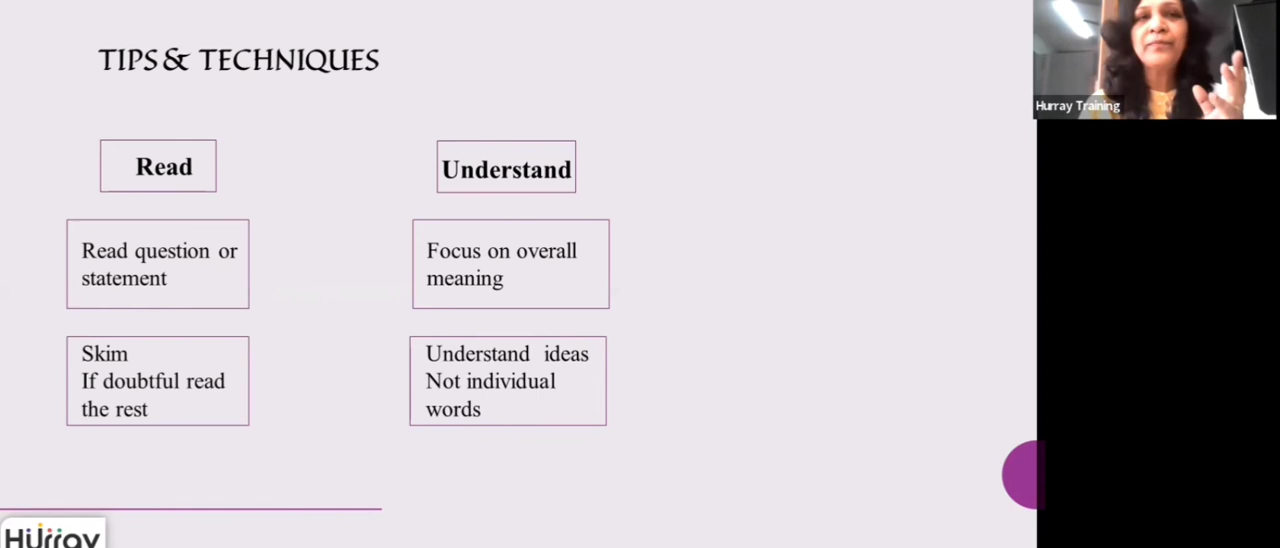 TIPS & TECHNIQUES
Hurray Training
Read
Understand
Read question or
statement
Focus on overall
meaning
Skim
If doubtful read
the rest
Understand ideas
Not individual
words
Hurray